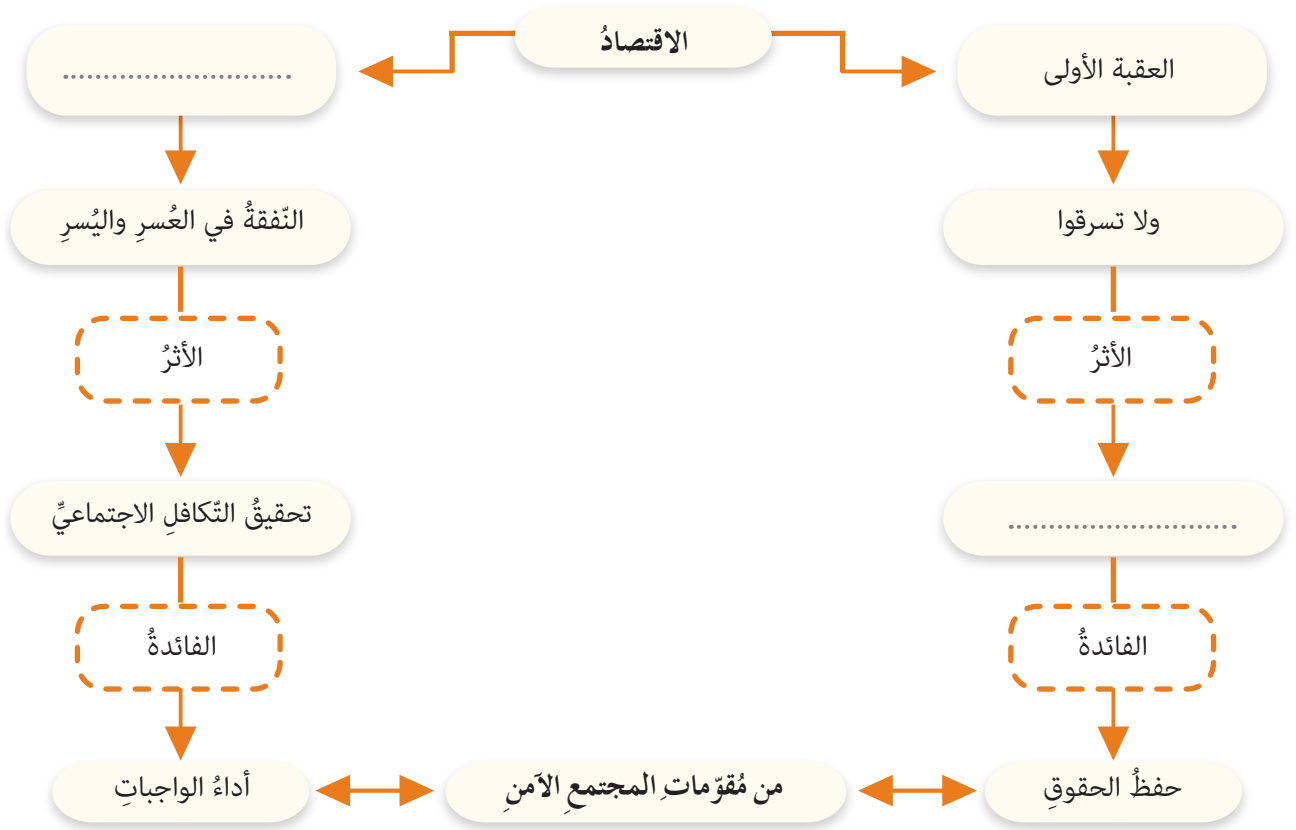 الاقتصادُ
العقبة الأولى
............................
ولا تسرقوا
النّفقةُ في العُسرِ واليُسرِ
الأثرُ
الأثرُ
............................
تحقيقُ التّكافلِ الاجتماعيِّ
الفائدةُ
الفائدةُ
حفظُ الحقوقِ
من مُقوّماتِ المجتمعِ الآمنِ
أداءُ الواجباتِ